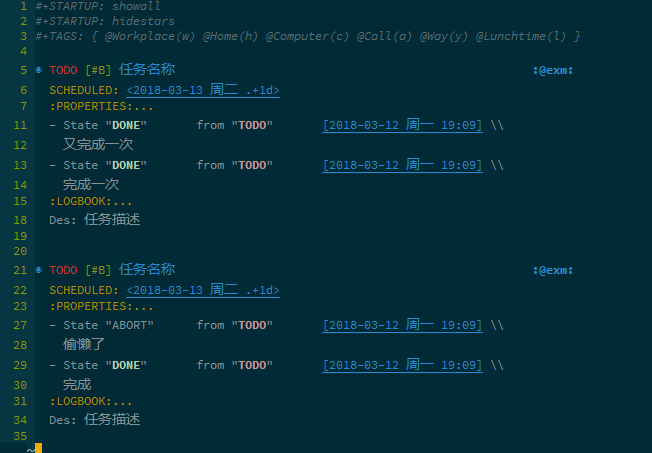 1 #+STARTUP: showall
2 #+STARTUP: hidestars
3 #+TAGS: { @Workplace(w) @Home(h) @Computer(c) @Call(a) @Way(y) @Lunchtime(l) }
4
5 TODO [#B] 任务名称 :@exm:
6 SCHEDULED: <2018-03-13 周二 .+1d>
7 :PROPERTIES:...
11 - State "DONE" from "TODO" [2018-03-12 周一 19:09] \\
12 又完成一次
13 - State "DONE" from "TODO" [2018-03-12 周一 19:09] \\
14 完成一次
15 :LOGBOOK:...
18 Des: 任务描述
19
20
21 TODO [#B] 任务名称 :@exm:
22 SCHEDULED: <2018-03-13 周二 .+1d>
23 :PROPERTIES:...
27 - State "ABORT" from "TODO" [2018-03-12 周一 19:09] \\
28 偷懒了
29 - State "DONE" from "TODO" [2018-03-12 周一 19:09] \\
30 完成
31 :LOGBOOK:...
34 Des: 任务描述
35
~